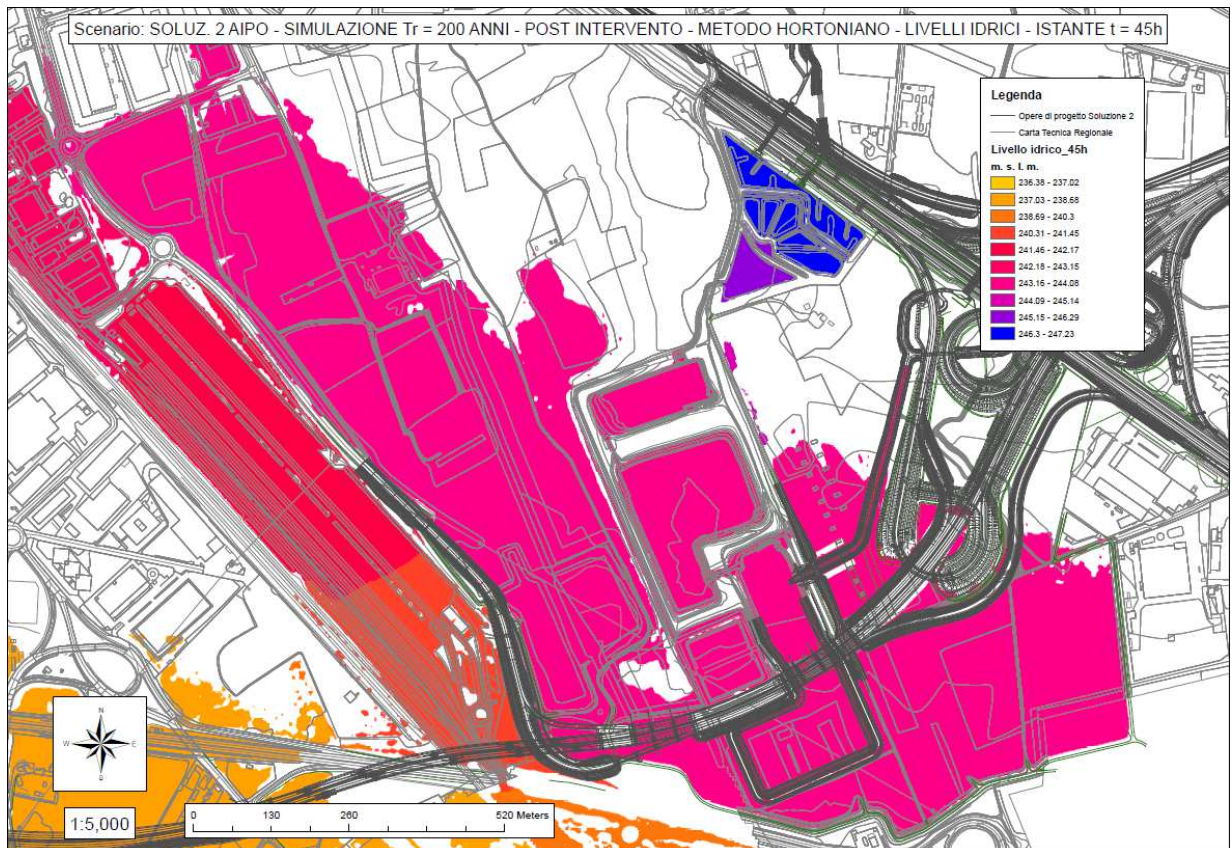 Scenario: SOLUZ. 2 AIPO - SIMULAZIONE Tr = 200 ANNI - POST INTERVENTO - METODO HORTONIANO - LIVELLI IDRICI - ISTANTE t = 45h
Legenda
Opere di progetto Soluzione 2
Carta Tecnica Regionale
Livello idrico_45h
m. s. l. m.
236.38 - 237.02
237.03 - 238.68
238.69 - 240.3
240.31 - 241.45
241.46 - 242.17
242.18 - 243.15
243.16 - 244.08
244.09 - 245.14
245.15 - 246.29
246.3 - 247.23
N
W E
S
1:5,000
0 130 260 520 Meters